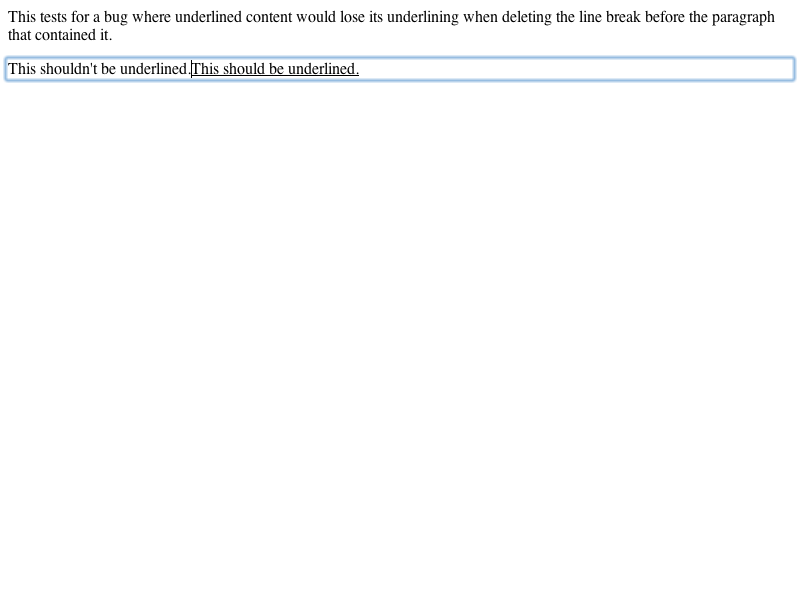 This tests for a bug where underlined content would lose its underlining when deleting the line break before the paragraph
that contained it.
This shouldn't be underlined.This should be underlined.